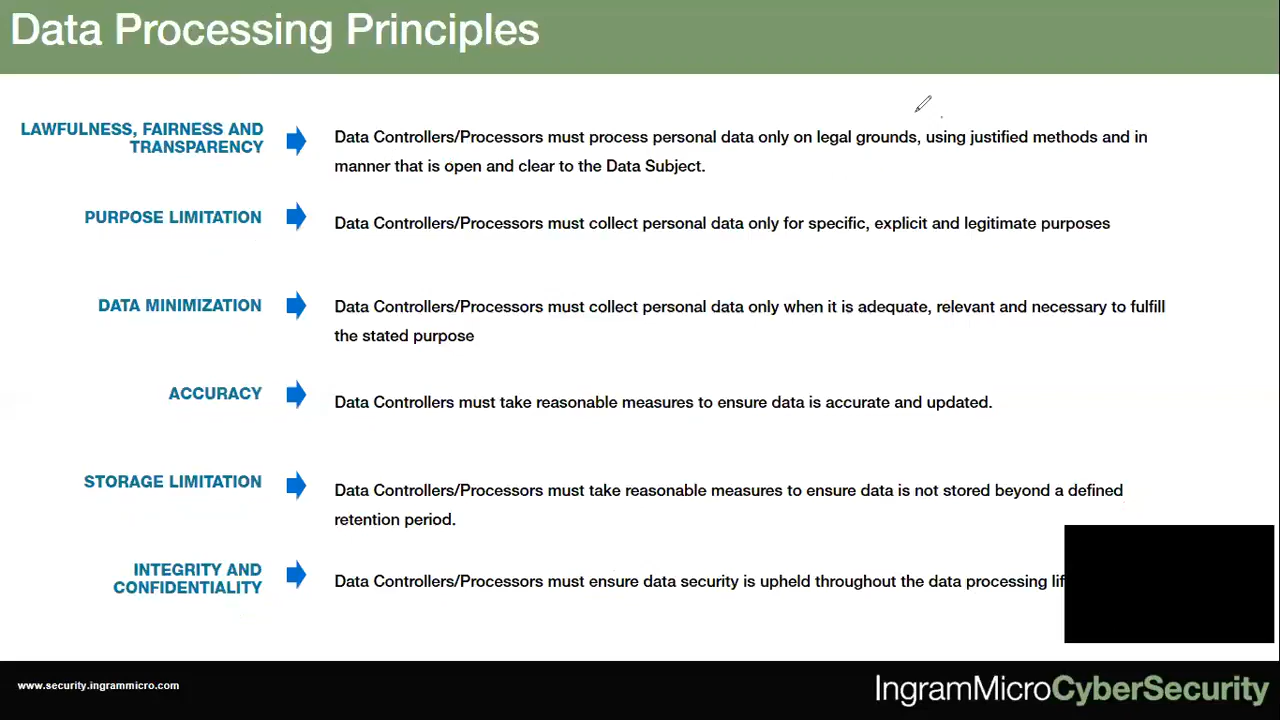 Data Processing Principles
LAWFULNESS, FAIRNESS AND
TRANSPARENCY
Data Controllers/Processors must process personal data only on legal grounds, using justified methods and in
manner that is open and clear to the Data Subject.
PURPOSE LIMITATION
Data Controllers/Processors must collect personal data only for specific, explicit and legitimate purposes
DATA MINIMIZATION
Data Controllers/Processors must collect personal data only when it is adequate, relevant and necessary to fulfill
the stated purpose
ACCURACY
Data Controllers must take reasonable measures to ensure data is accurate and updated.
STORAGE LIMITATION
Data Controllers/Processors must take reasonable measures to ensure data is not stored beyond a defined
retention period.
INTEGRITY AND
CONFIDENTIALITY
Data Controllers/Processors must ensure data security is upheld throughout the data processing
www.security.ingrammicro.com
IngramMicroCyberSecurity